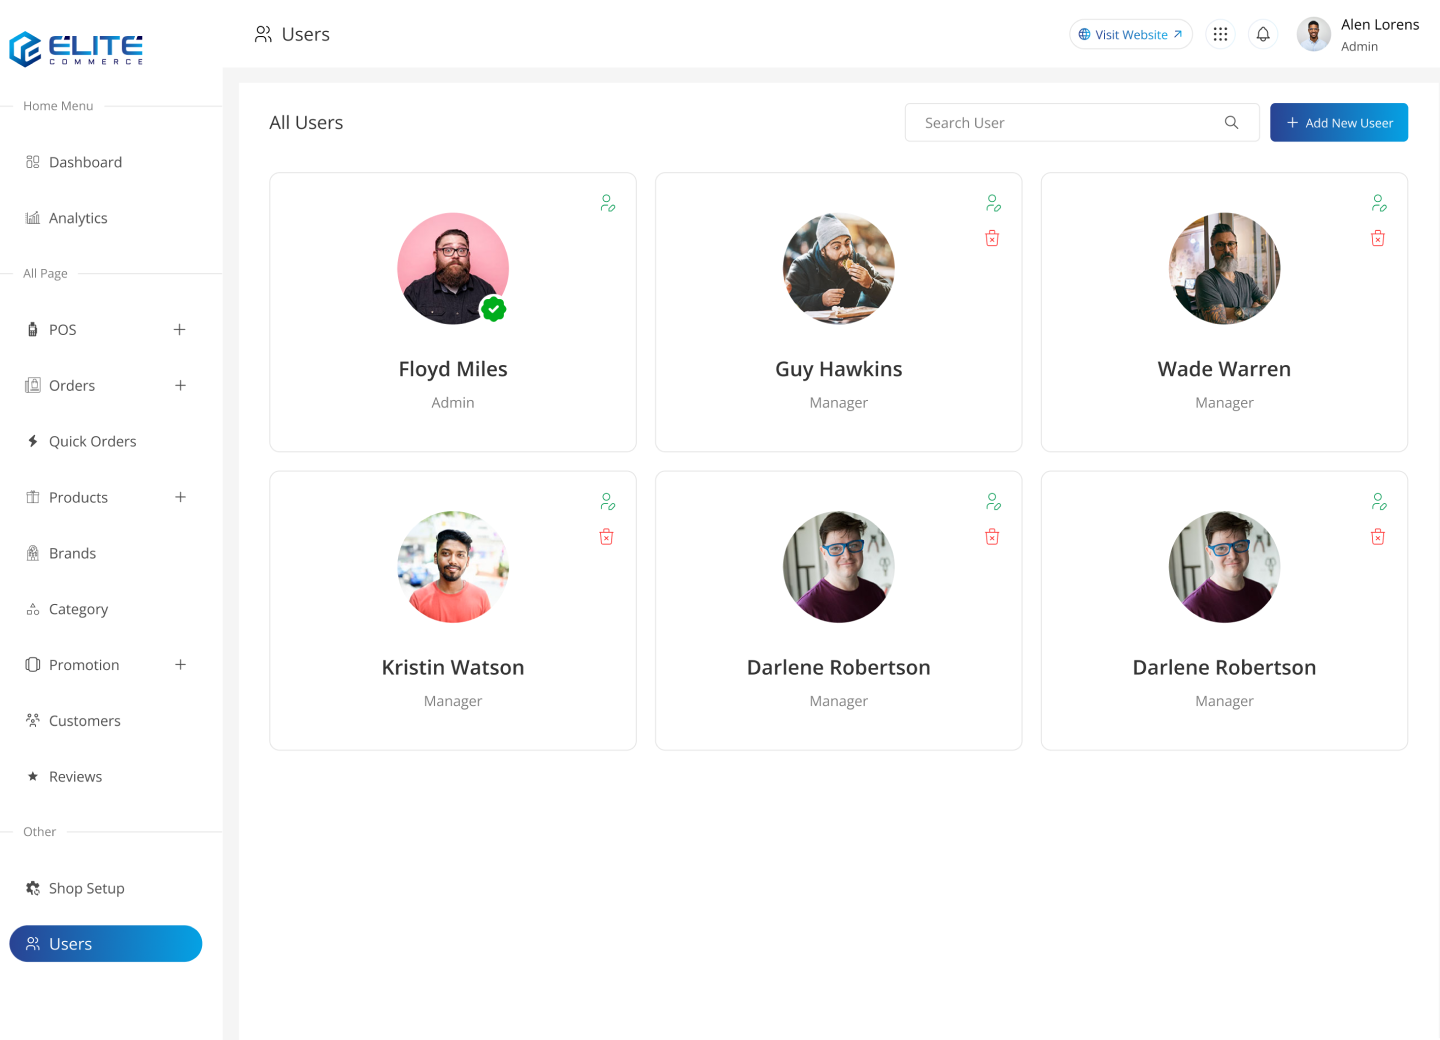 ELITE
COMMERCE
Users
Visit Website
Alen Lorens
Admin
Home Menu
Dashboard
Analytics
All Page
POS
Orders
Quick Orders
Products
Brands
Category
Promotion
Customers
Reviews
Other
Shop Setup
Users
All Users
Search User
Add New Useer
Floyd Miles
Admin
Guy Hawkins
Manager
Wade Warren
Manager
Kristin Watson
Manager
Darlene Robertson
Manager
Darlene Robertson
Manager